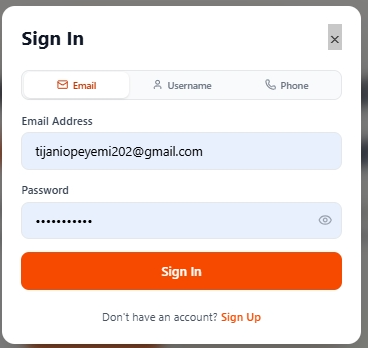 Sign In
×
Email Username Phone
Email Address
tijaniopeyemi202@gmail.com
Password
•••••••••••
Sign In
Don't have an account? Sign Up